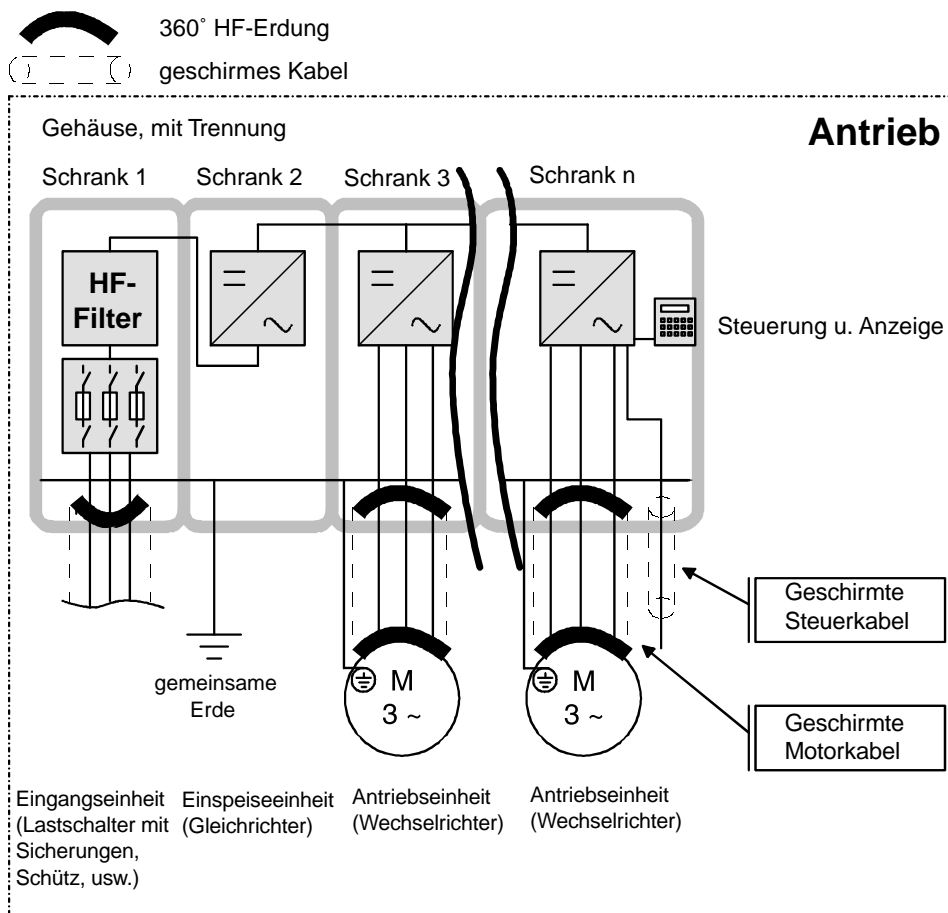 360° HF-Erdung
geschirmes Kabel
Gehäuse, mit Trennung
Antrieb
Schrank 1
Schrank 2
Schrank 3
Schrank n
HF-
Filter
Steuerung u. Anzeige
Geschirmte
Steuerkabel
gemeinsame
Erde
M
3 ~
M
3 ~
Geschirmte
Motorkabel
Eingangseinheit
(Lastschalter mit
Sicherungen,
Schütz, usw.)
Einspeiseeinheit
(Gleichrichter)
Antriebseinheit
(Wechselrichter)
Antriebseinheit
(Wechselrichter)